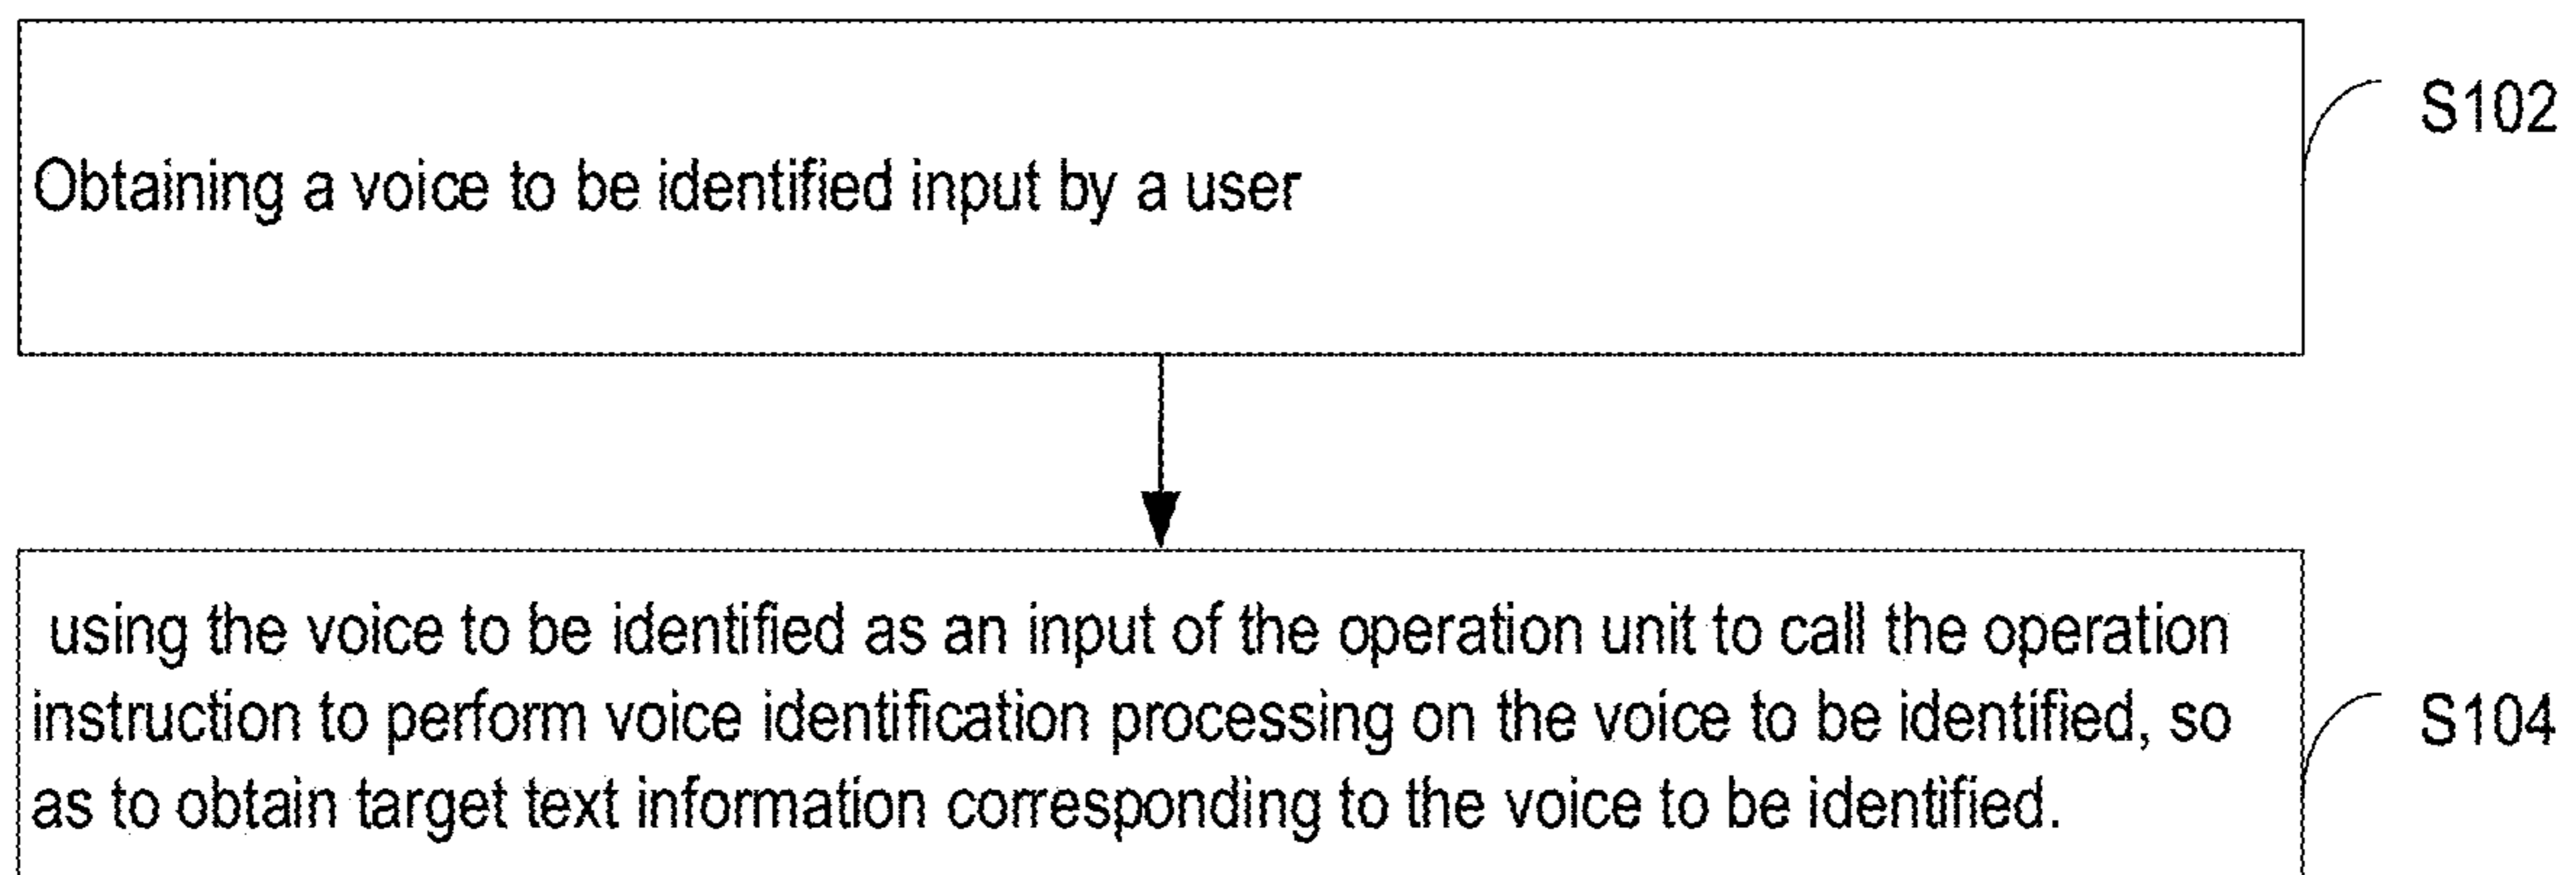 S102
Obtaining a voice to be identified input by a user
using the voice to be identified as an input of the operation unit to call the operation
instruction to perform voice identification processing on the voice to be identified, so
S104
as to obtain target text information corresponding to the voice to be identified.